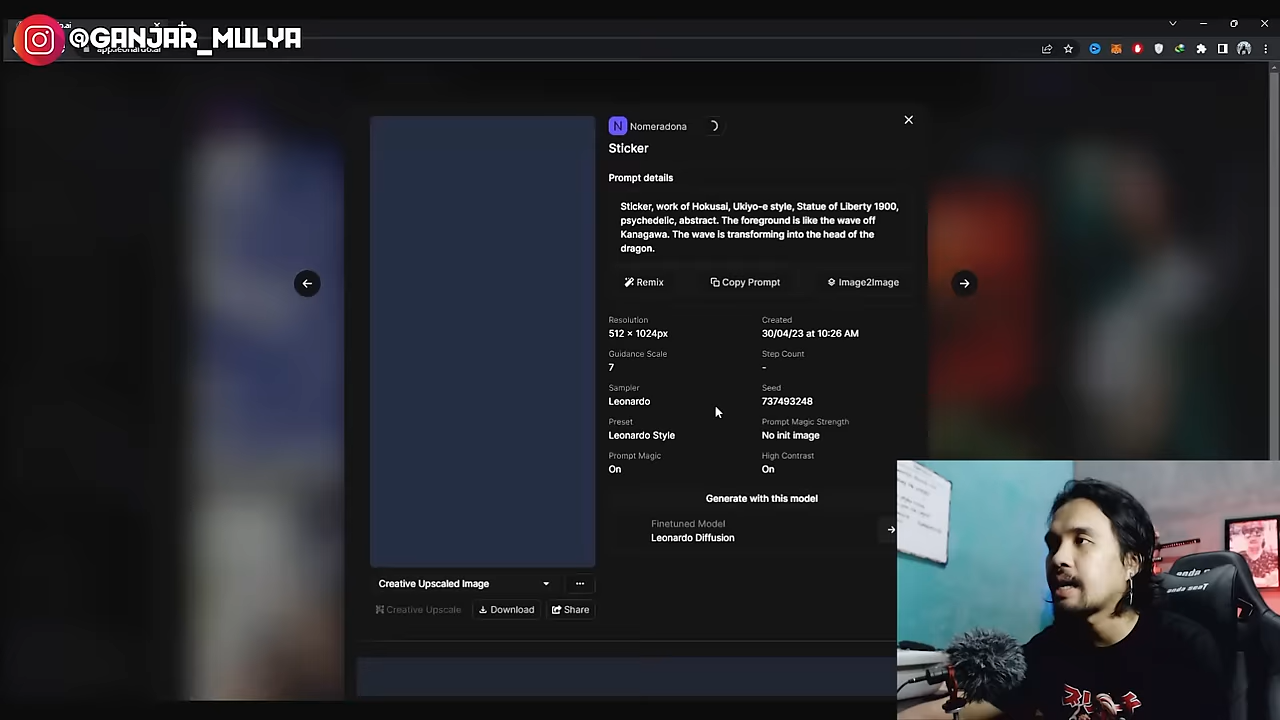 @GANJAR_MULYA
N Nomeradona
Sticker
Prompt details
Sticker, work of Hokusai, Ukiyo-e style, Statue of Liberty 1900,
psychedelic, abstract. The foreground is like the wave off
Kanagawa. The wave is transforming into the head of the
dragon.
Remix Copy Prompt Image2Image
Resolution Created
512 × 1024px 30/04/23 at 10:26 AM
Guidance Scale Step Count
7 -
Sampler Seed
Leonardo 737493248
Preset Prompt Magic Strength
Leonardo Style No init image
Prompt Magic High Contrast
On On
Generate with this model
Finetuned Model
Leonardo Diffusion
Creative Upscaled Image
Creative Upscale Download Share